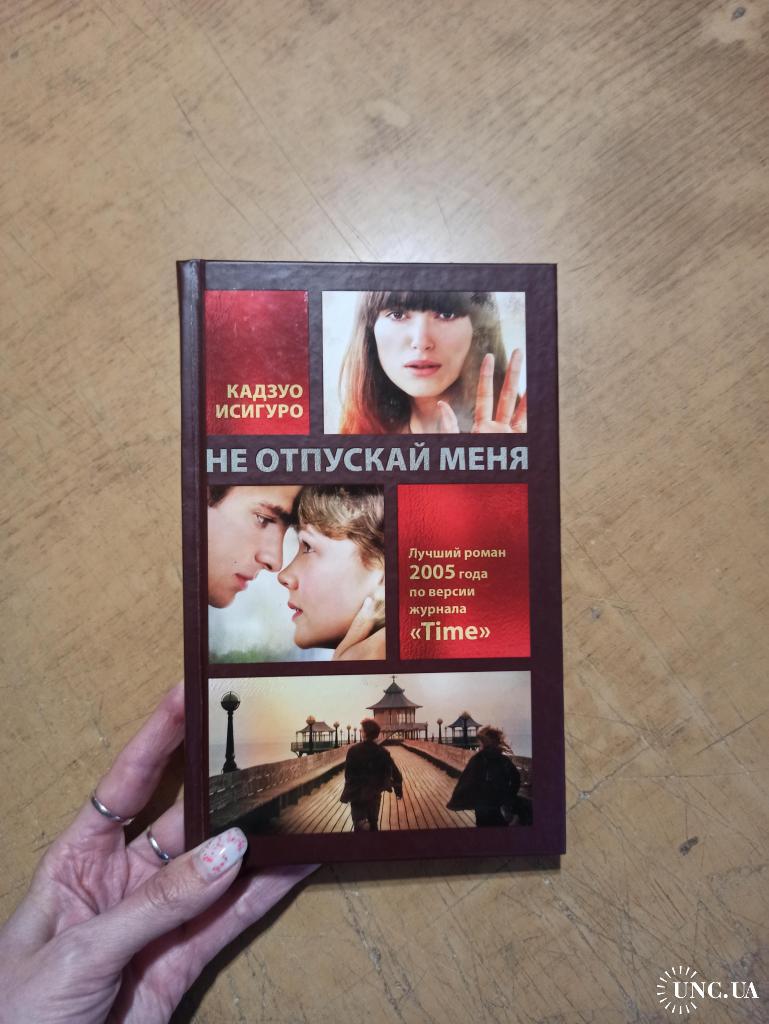 КАДЗУО
ИСИГУРО
НЕ ОТПУСКАЙ МЕНЯ
Лучший роман
2005 года
по версии
журнала
«Time»
UNC.UA